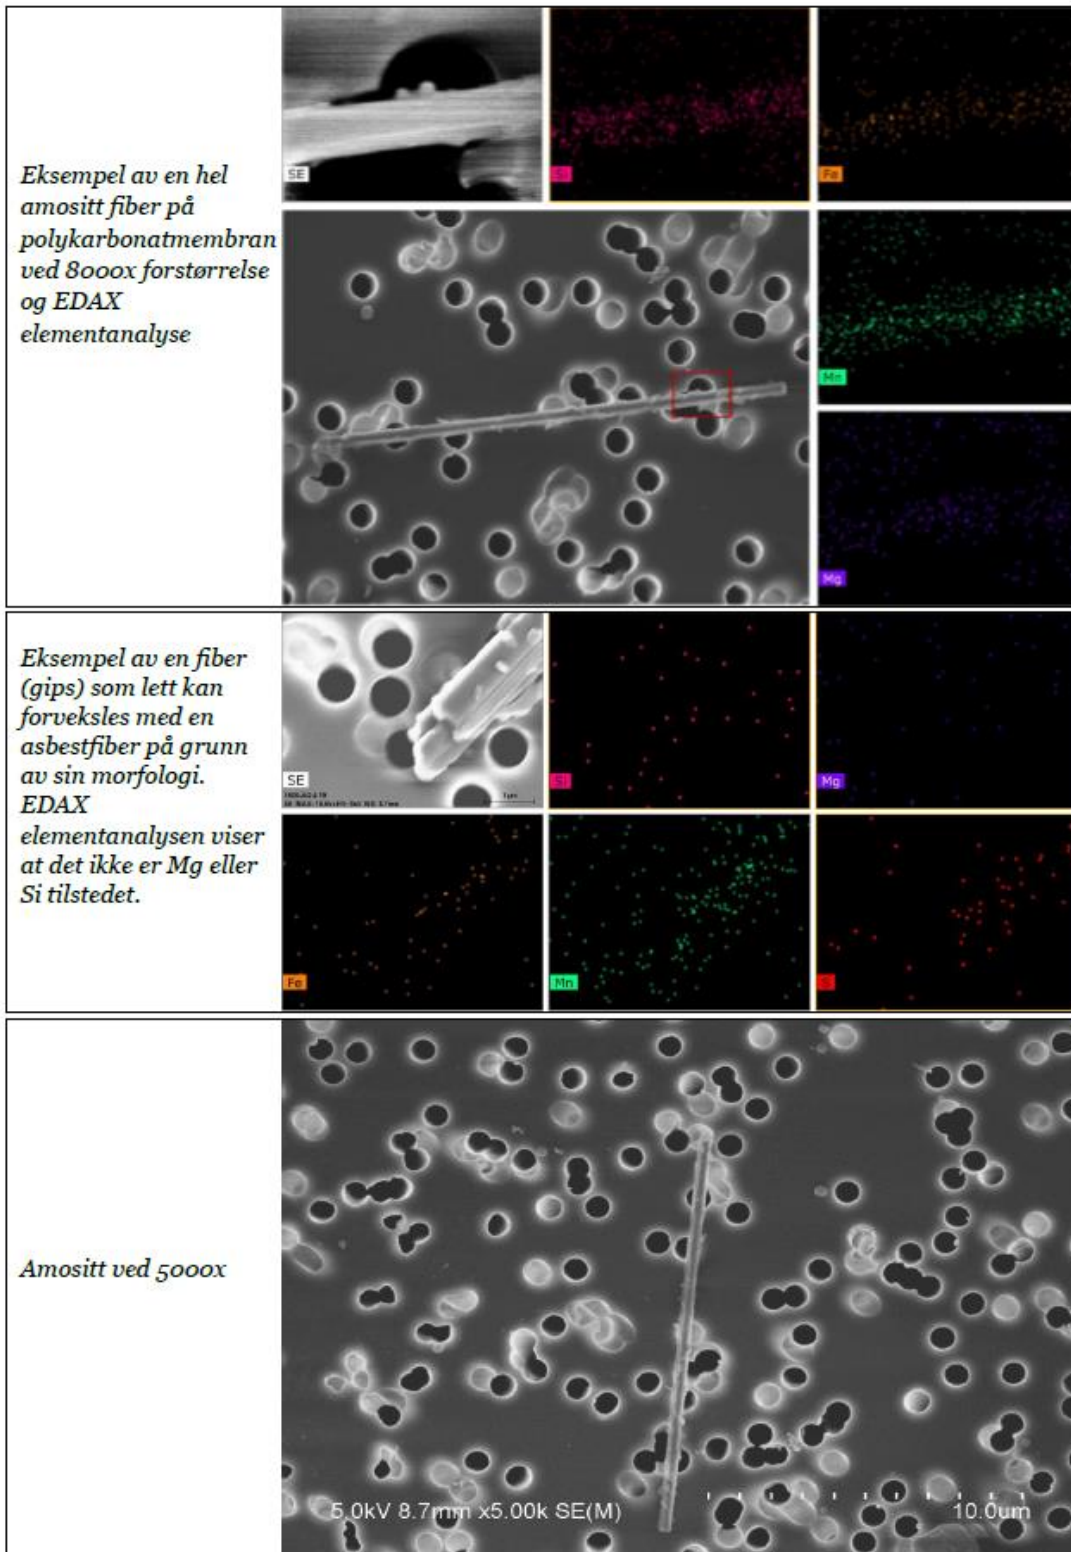 Eksempel av en hel
amositt fiber på
polykarbonatmembran
ved 8000x forstørrelse
og EDAX
elementanalyse
SE
Si
Fe
Mn
Mg
Eksempel av en fiber
(gips) som lett kan
forveksles med en
asbestfiber på grunn
av sin morfologi.
EDAX
elementanalysen viser
at det ikke er Mg eller
Si tilstedet.
SE
Si
Mg
Fe
Mn
S
Amositt ved 5000x
5.0kV 8.7mm x5.00k SE(M)
10.0um